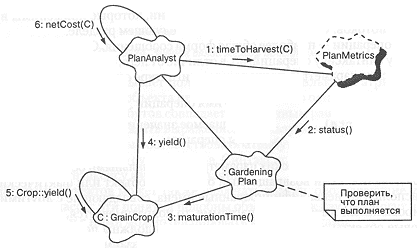 6: netCost(C)
PlanAnalyst
1: timeToHarvest(C)
PlanMetrics
2: status()
4: yield()
: Gardening
Plan
5: Crop::yield()
C : GrainCrop
3: maturationTime()
Проверить,
что план
выполняется